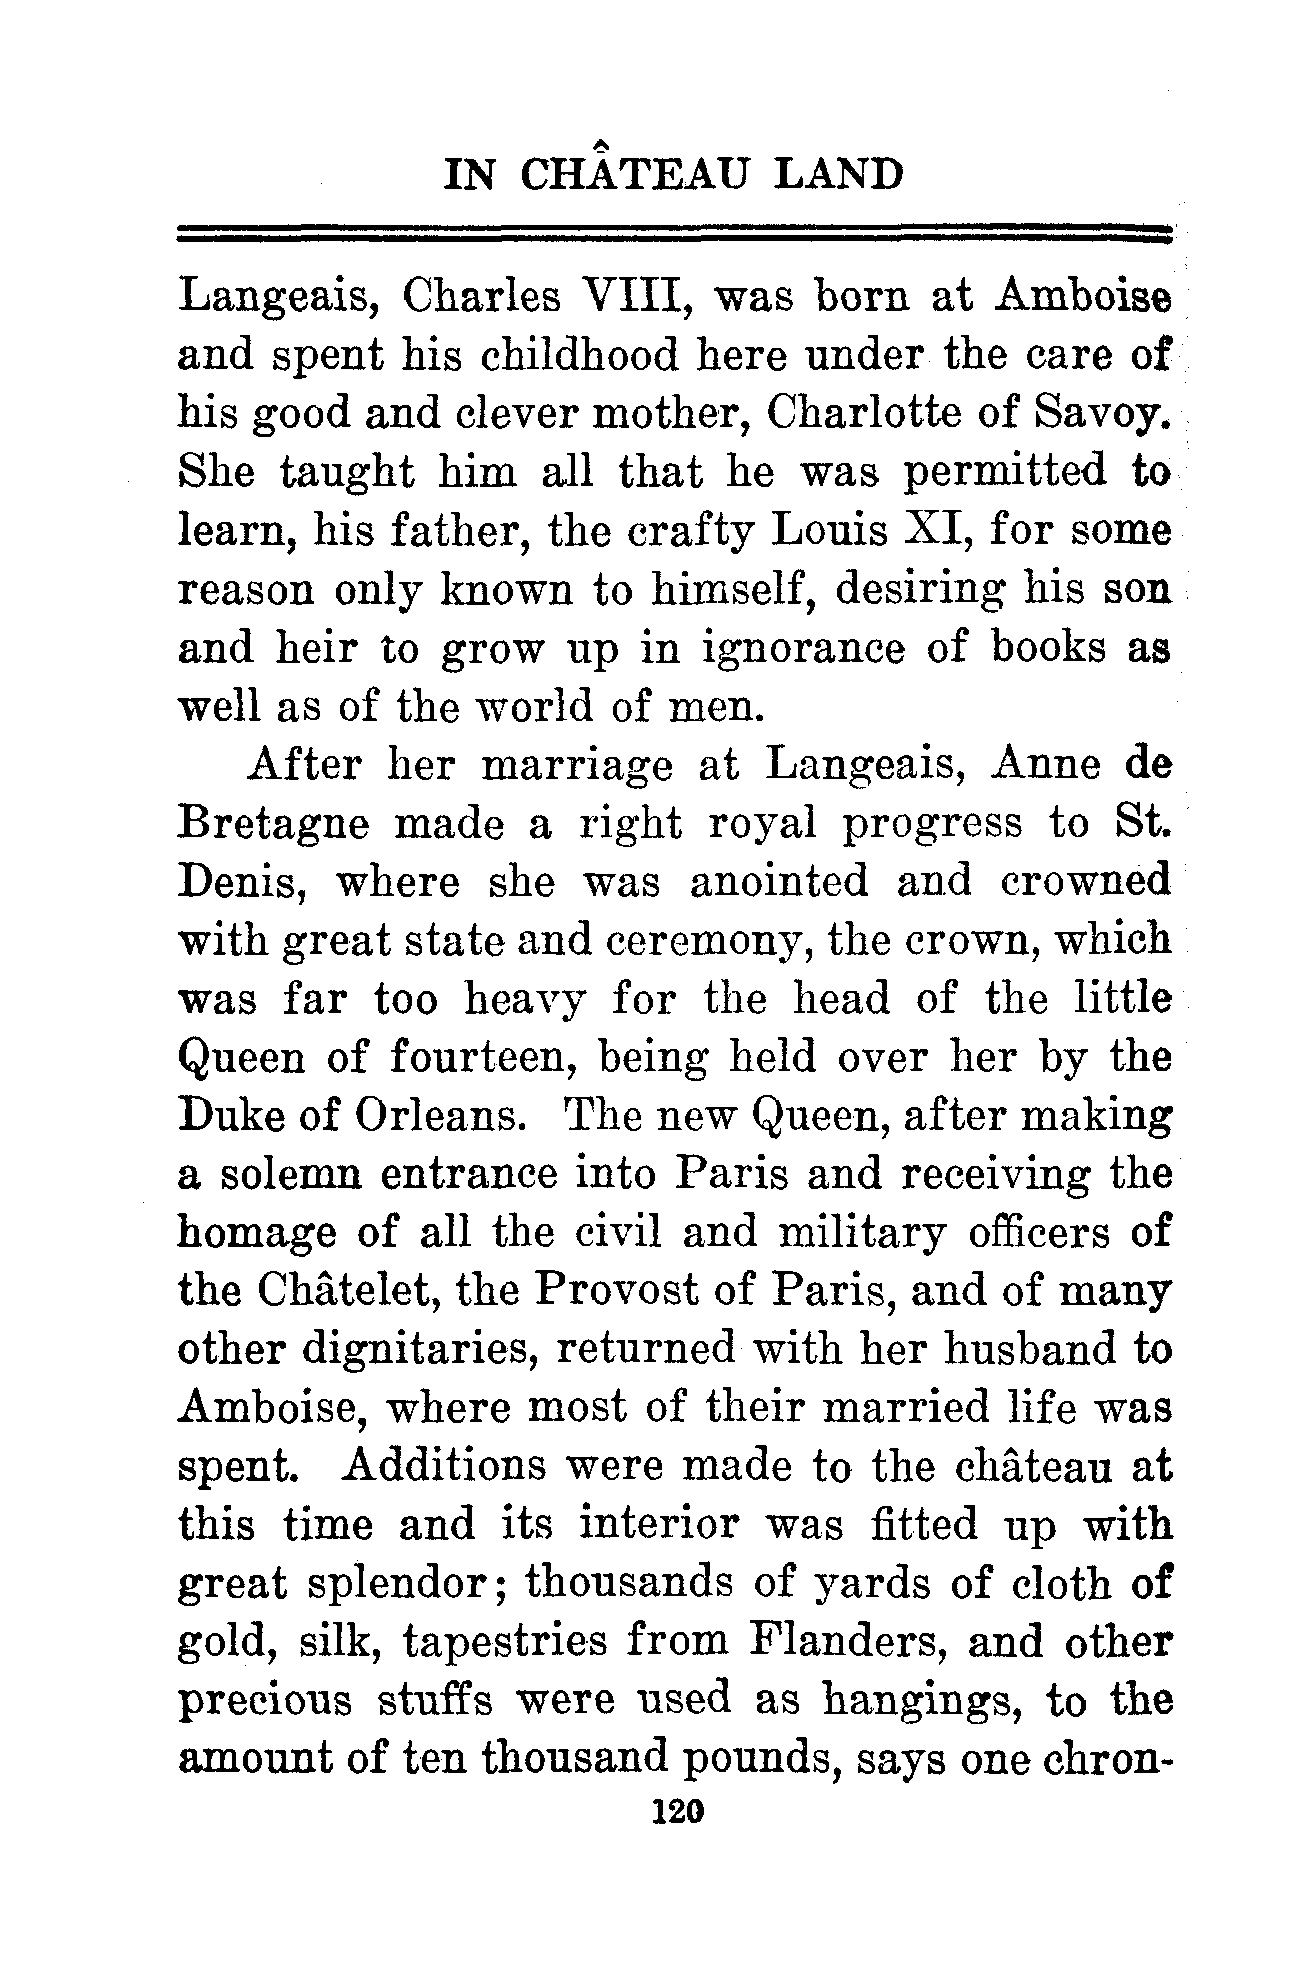 IN CHÂTEAU LAND
Langeais, Charles VIII, was born at Amboise
and spent his childhood here under the care of
his good and clever mother, Charlotte of Savoy.
She taught him all that he was permitted to
learn, his father, the crafty Louis XI, for some
reason only known to himself, desiring his son
and heir to grow up in ignorance of books as
well as of the world of men.
After her marriage at Langeais, Anne de
Bretagne made a right royal progress to St.
Denis, where she was anointed and crowned
with great state and ceremony, the crown, which
was far too heavy for the head of the little
Queen of fourteen, being held over her by the
Duke of Orleans. The new Queen, after making
a solemn entrance into Paris and receiving the
homage of all the civil and military officers of
the Châtelet, the Provost of Paris, and of many
other dignitaries, returned with her husband to
Amboise, where most of their married life was
spent. Additions were made to the château at
this time and its interior was fitted up with
great splendor; thousands of yards of cloth of
gold, silk, tapestries from Flanders, and other
precious stuffs were used as hangings, to the
amount of ten thousand pounds, says one chron-
120